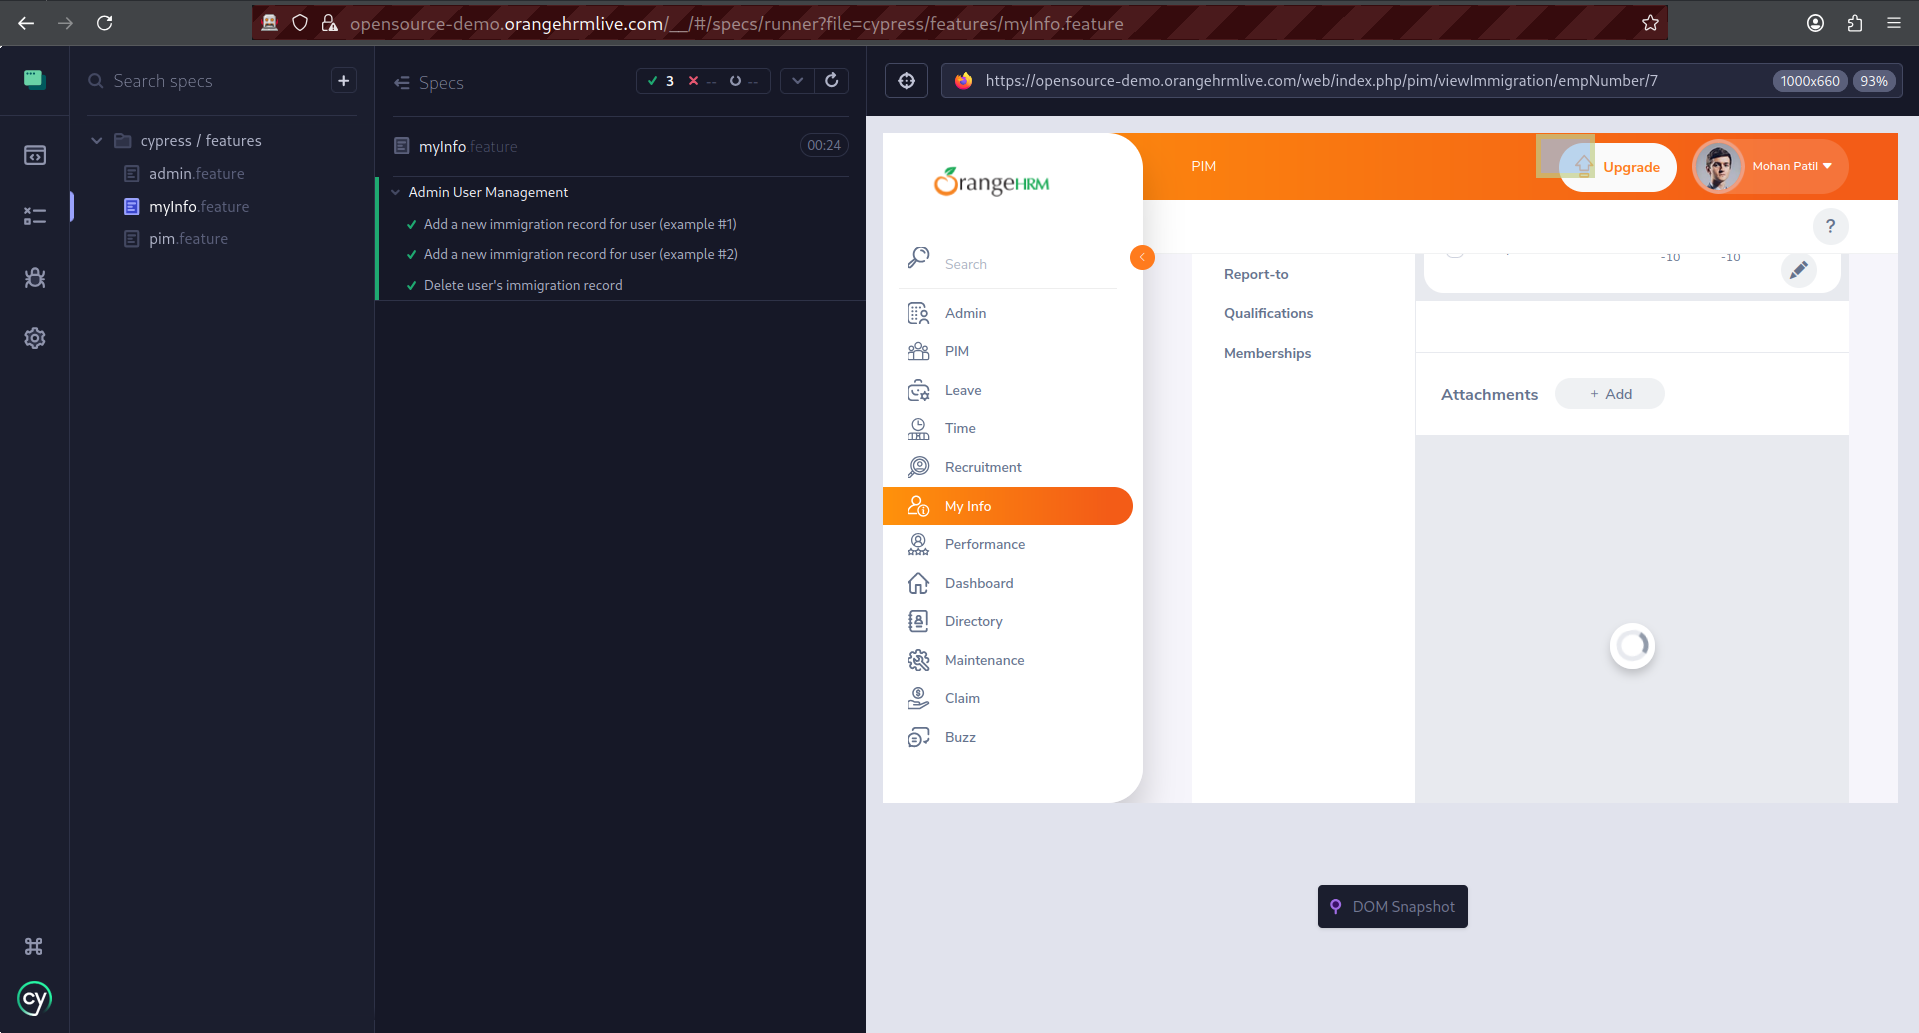 opensource-demo.orangehrmlive.com/__/#/specs/runner?file=cypress/features/myInfo.feature
Search specs
+
cypress / features
admin.feature
myInfo.feature
pim.feature
cy
Specs
3 -- --
myInfo.feature
00:24
Admin User Management
Add a new immigration record for user (example #1)
Add a new immigration record for user (example #2)
Delete user's immigration record
https://opensource-demo.orangehrmlive.com/web/index.php/pim/viewImmigration/empNumber/7
1000x660
93%
OrangeHRM
Search
Admin
PIM
Leave
Time
Recruitment
My Info
Performance
Dashboard
Directory
Maintenance
Claim
Buzz
PIM
Upgrade
Mohan Patil
?
Report-to
Qualifications
Memberships
-10 -10
Attachments
+ Add
DOM Snapshot